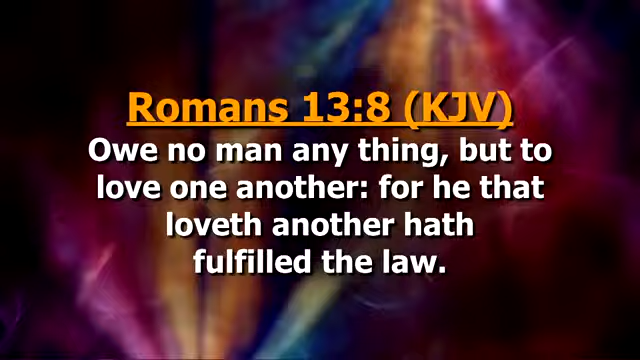 Romans 13:8 (KJV)
Owe no man any thing, but to
love one another: for he that
loveth another hath
fulfilled the law.